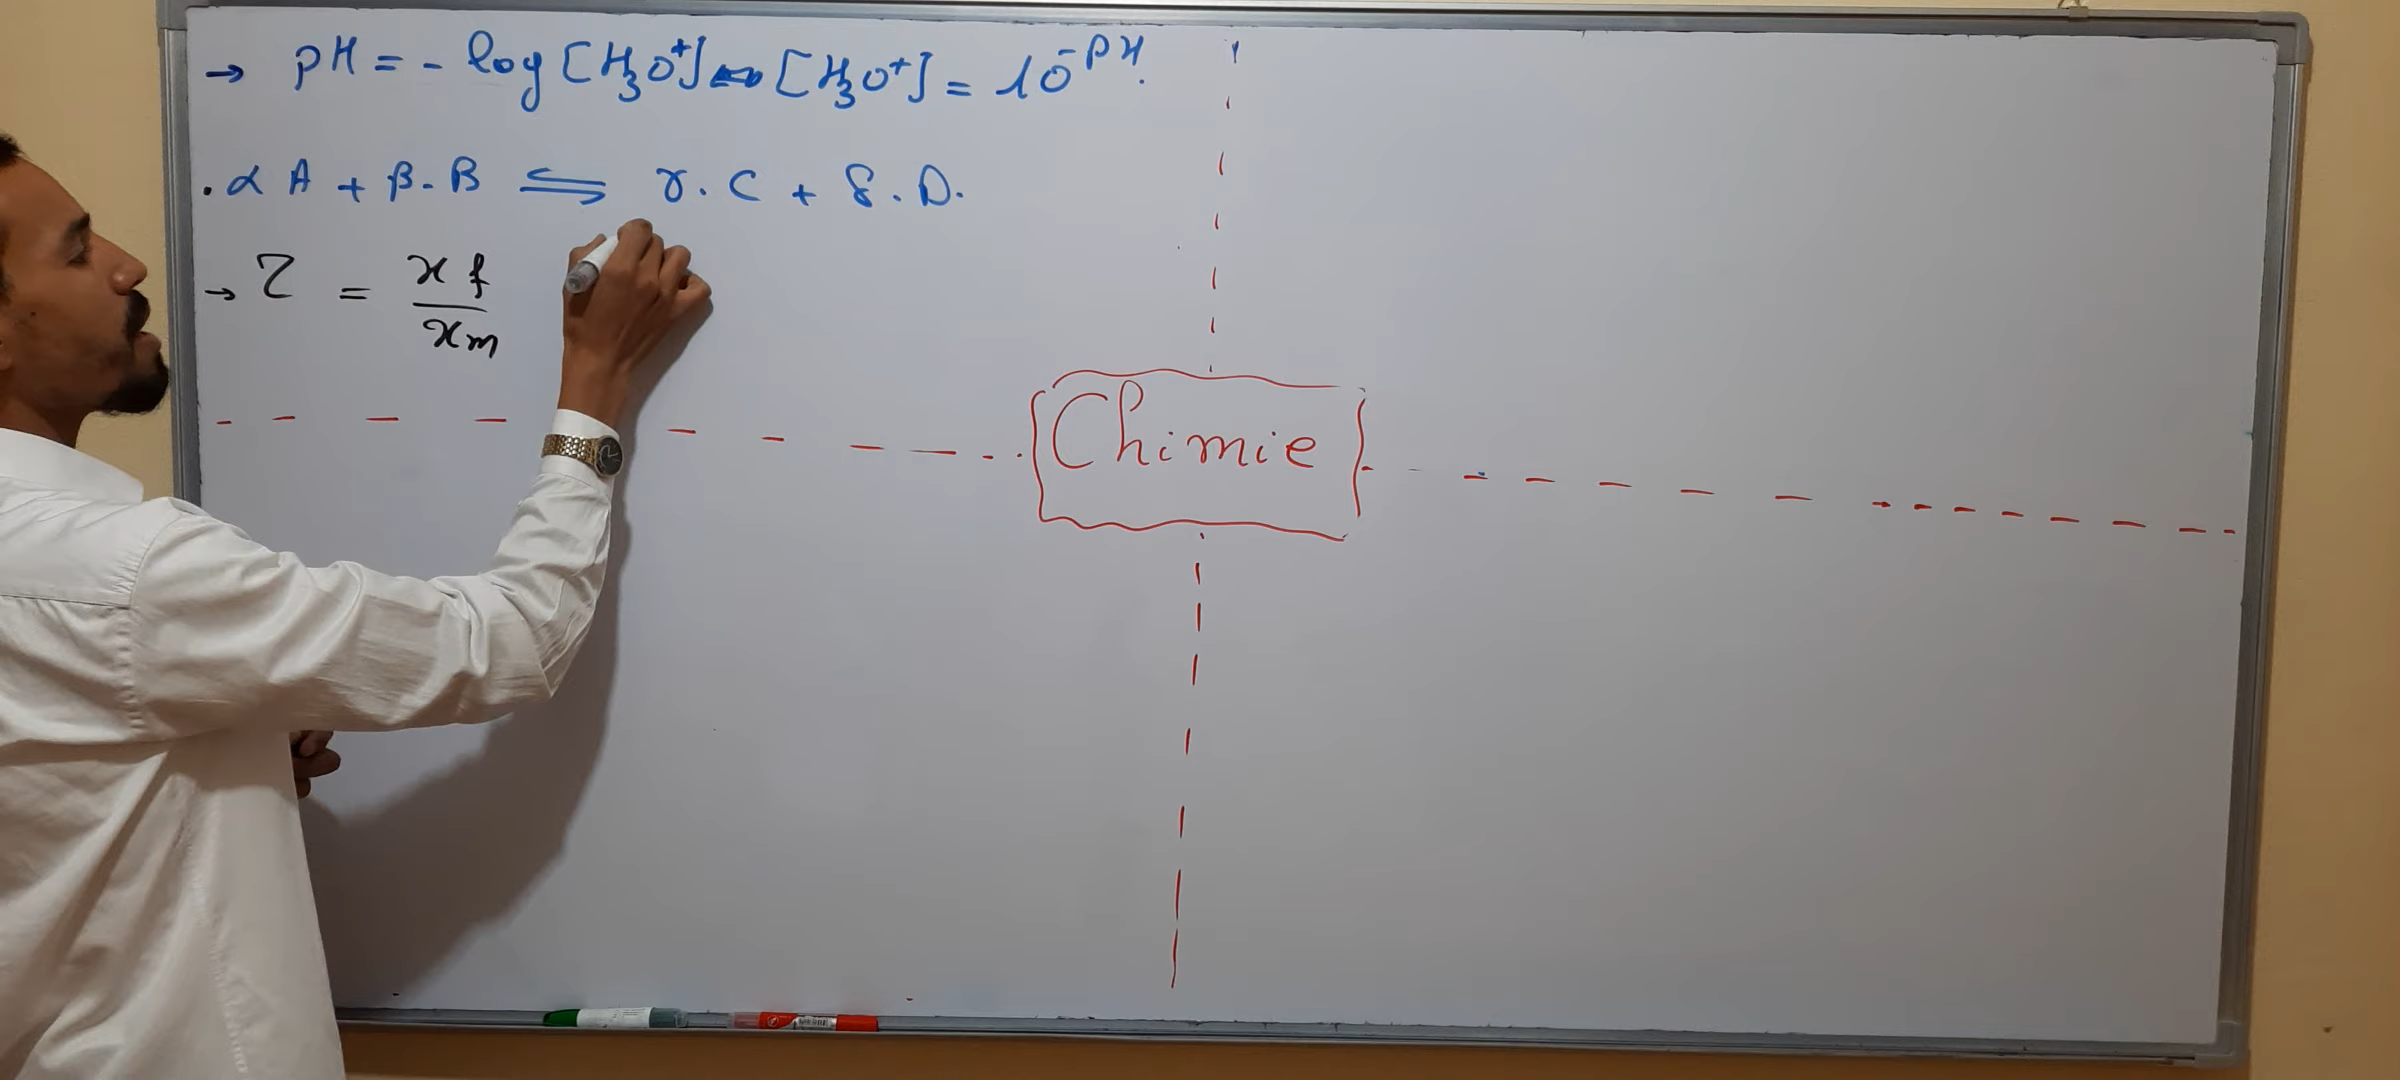 → pH = - log [H₃O⁺] ⇔ [H₃O⁺] = 10⁻ᵖᴴ.
. α A + β. B ⇌ γ. C + δ. D.
→ τ = xf / xm
Chimie